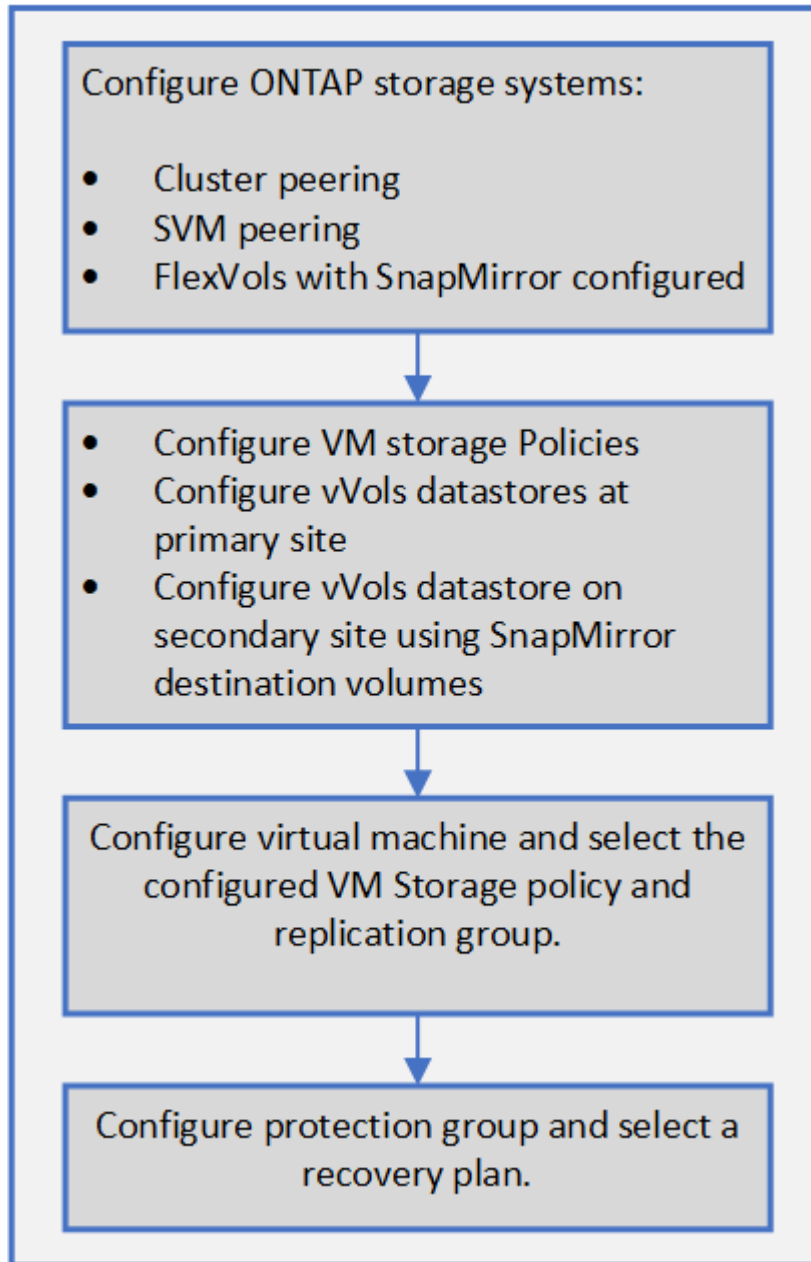 Configure ONTAP storage systems:
• Cluster peering
• SVM peering
• FlexVols with SnapMirror configured
• Configure VM storage Policies
• Configure vVols datastores at
primary site
• Configure vVols datastore on
secondary site using SnapMirror
destination volumes
Configure virtual machine and select the
configured VM Storage policy and
replication group.
Configure protection group and select a
recovery plan.